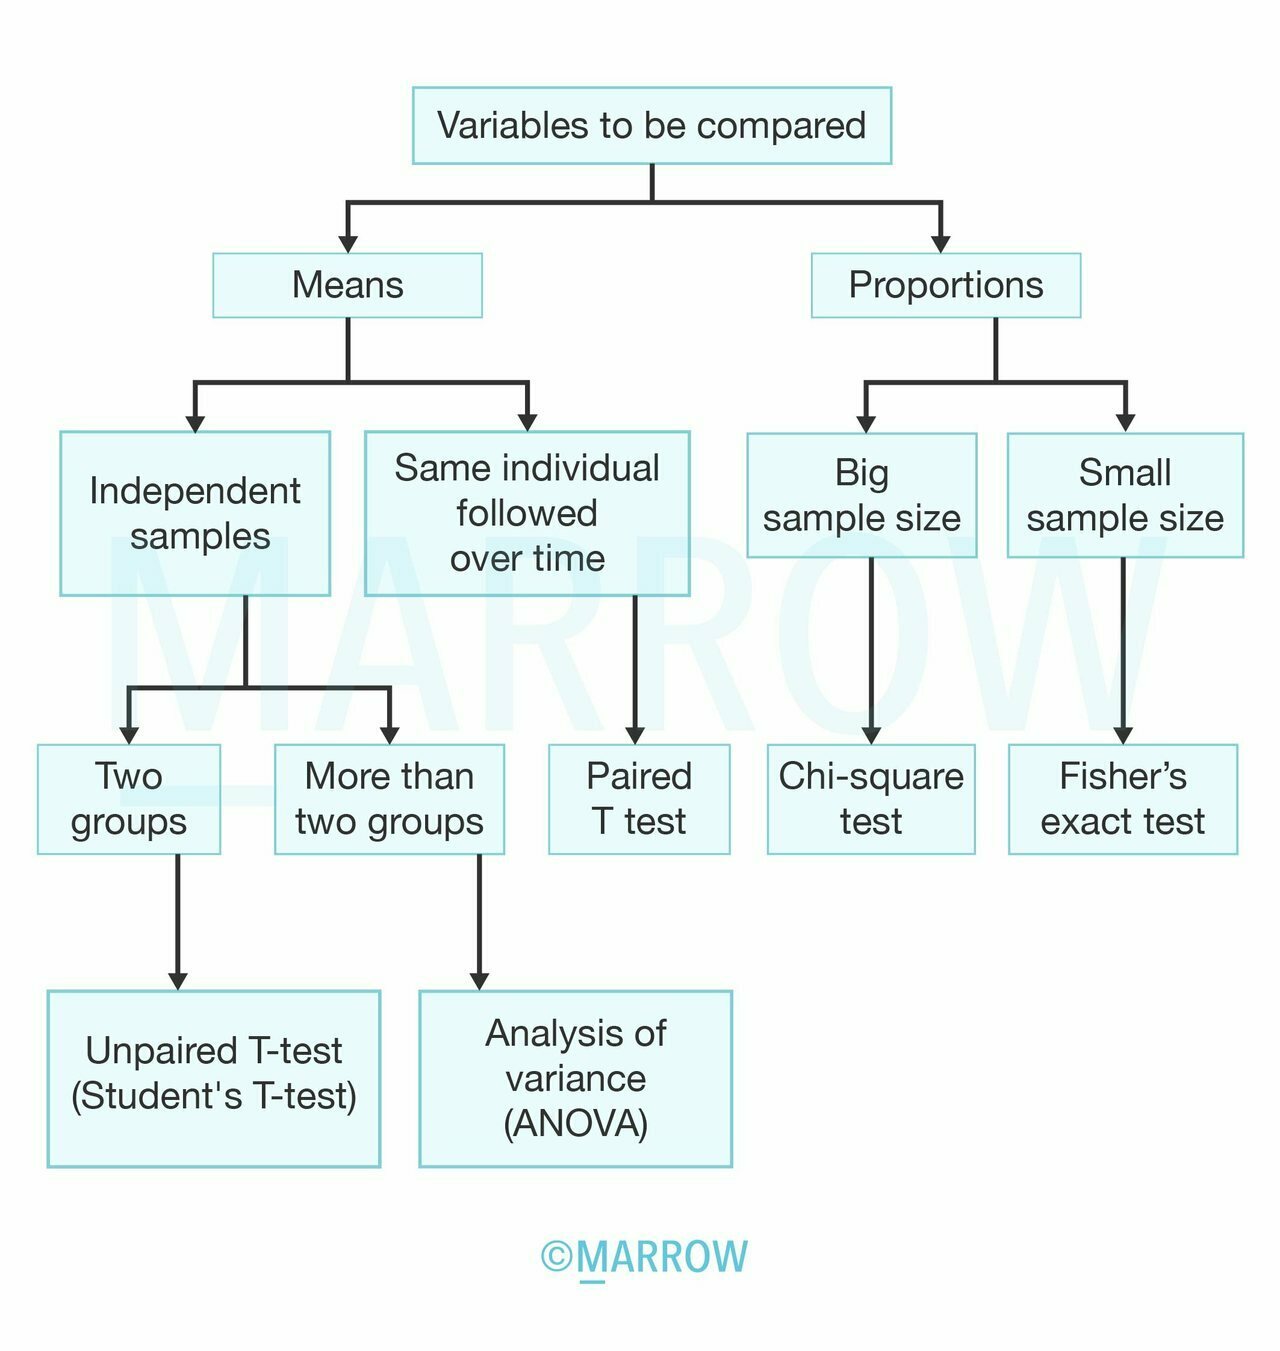 Variables to be compared
Means
Proportions
Independent
samples
Same individual
followed
over time
Big
sample size
Small
sample size
MARROW
Two
groups
More than
two groups
Paired
T test
Chi-square
test
Fisher’s
exact test
Unpaired T-test
(Student's T-test)
Analysis of
variance
(ANOVA)
©MARROW